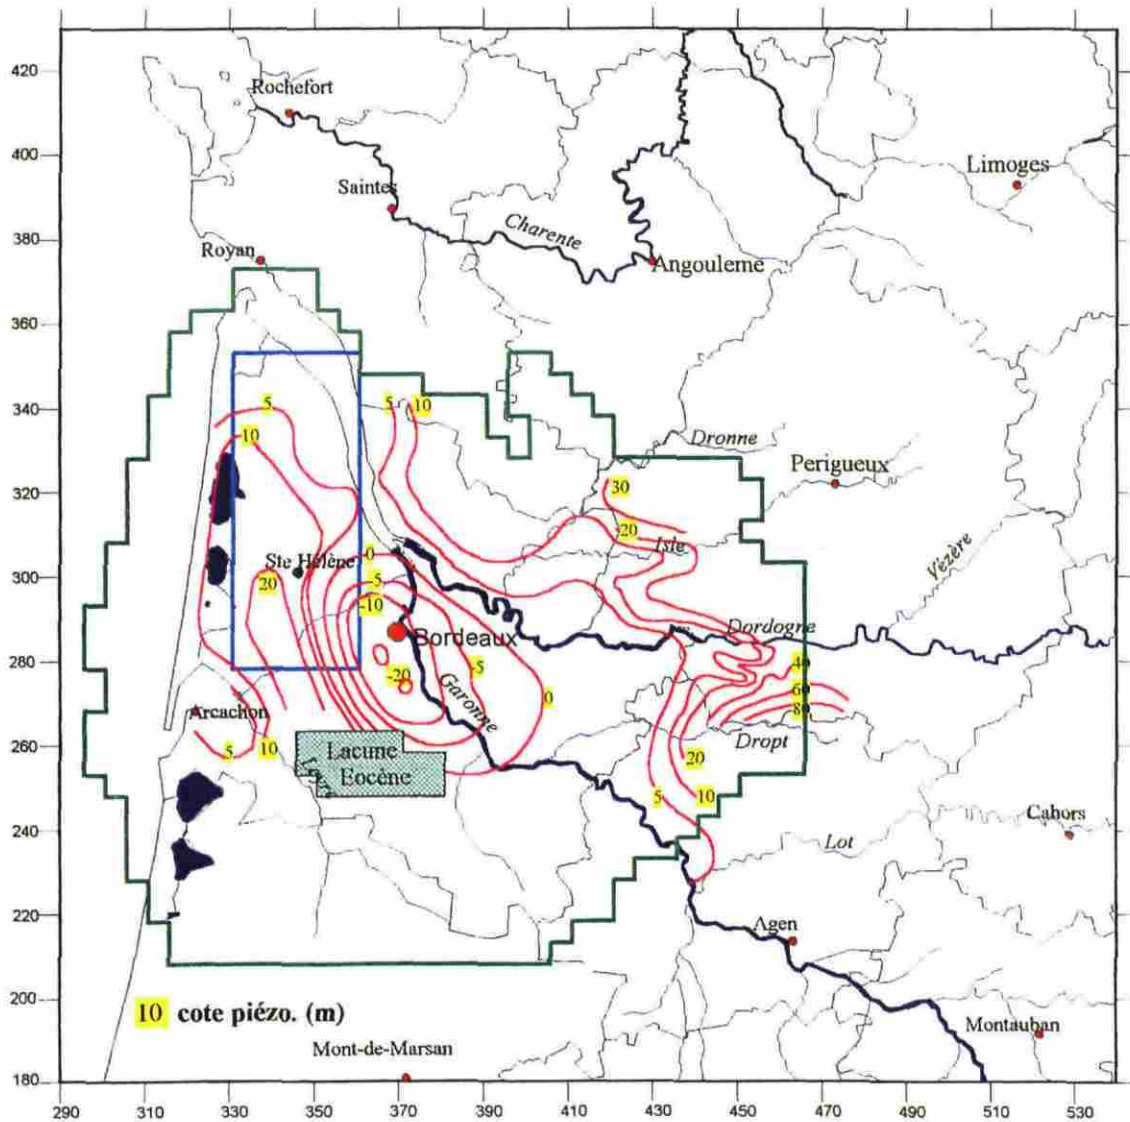 420
Rochefort
400
Limoges
Saintes
Charente
380
Royan
Angouleme
360
340
5
5
10
10
Dronne
Perigueux
320
30
20
Isle
Vézère
Ste Hélène
0
300
20
-5
-10
Bordeaux
Dordogne
280
-20
-5
40
60
80
Garonne
0
Arcachon
Dropt
260
5
10
Lacune
Eocène
Leyre
20
5
10
240
Cahors
Lot
220
Agen
200
10 cote piézo. (m)
Montauban
Mont-de-Marsan
180
290 310 330 350 370 390 410 430 450 470 490 510 530